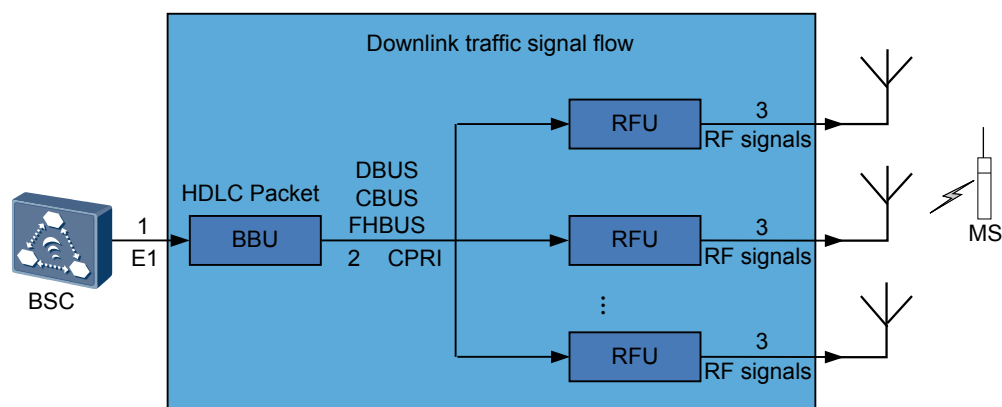 Downlink traffic signal flow
BSC
1
E1
HDLC Packet
BBU
DBUS
CBUS
FHBUS
2 CPRI
RFU
3
RF signals
RFU
3
RF signals
...
RFU
3
RF signals
MS